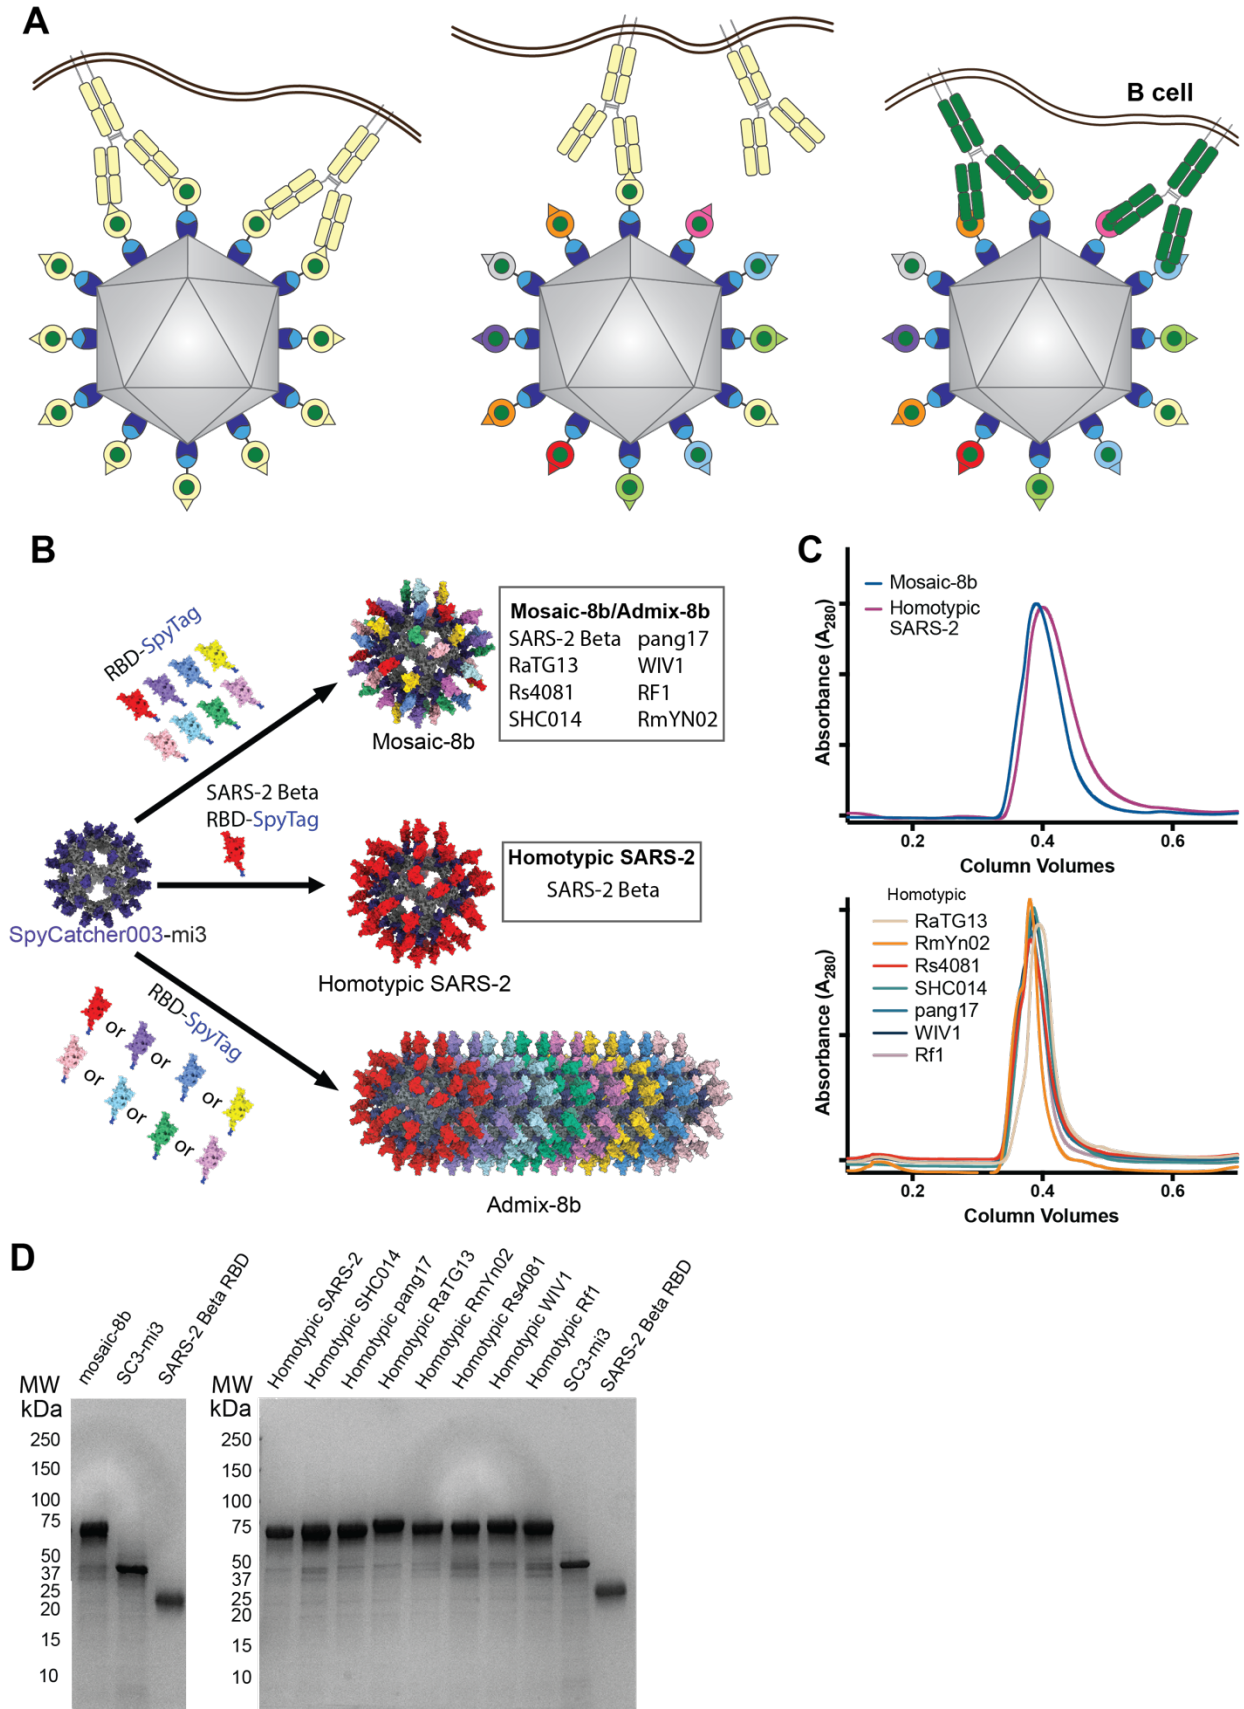 A
B cell
B
RBD-SpyTag
Mosaic-8b
Mosaic-8b/Admix-8b
SARS-2 Beta pang17
RaTG13 WIV1
Rs4081 RF1
SHC014 RmYN02
SARS-2 Beta
RBD-SpyTag
SpyCatcher003-mi3
Homotypic SARS-2
Homotypic SARS-2
SARS-2 Beta
RBD-SpyTag
or
or
or
or
or
or
or
Admix-8b
C
Mosaic-8b
Homotypic
SARS-2
Absorbance (A280)
0.2 0.4 0.6
Column Volumes
Homotypic
RaTG13
RmYn02
Rs4081
SHC014
pang17
WIV1
Rf1
Absorbance (A280)
0.2 0.4 0.6
Column Volumes
D
mosaic-8b
SC3-mi3
SARS-2 Beta RBD
MW
kDa
250
150
100
75
50
37
25
20
15
10
Homotypic SARS-2
Homotypic SHC014
Homotypic pang17
Homotypic RaTG13
Homotypic RmYn02
Homotypic Rs4081
Homotypic WIV1
Homotypic Rf1
SC3-mi3
SARS-2 Beta RBD
MW
kDa
250
150
100
75
50
37
25
20
15
10